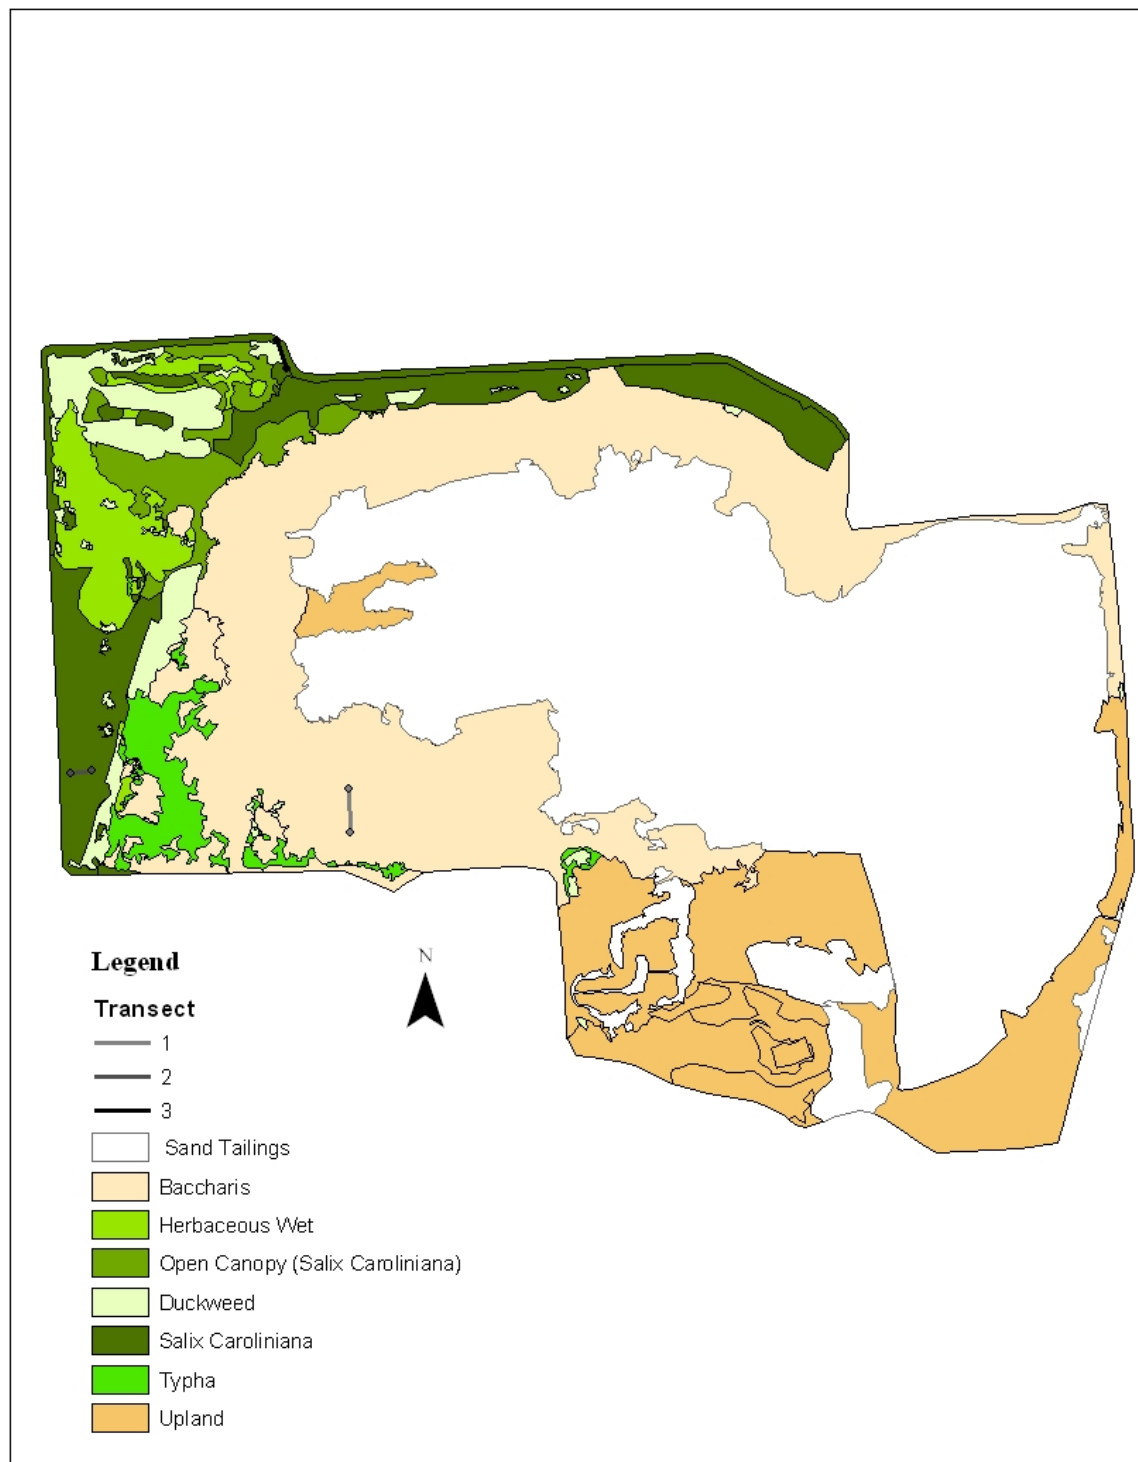 N
Legend
Transect
1
2
3
Sand Tailings
Baccharis
Herbaceous Wet
Open Canopy (Salix Caroliniana)
Duckweed
Salix Caroliniana
Typha
Upland